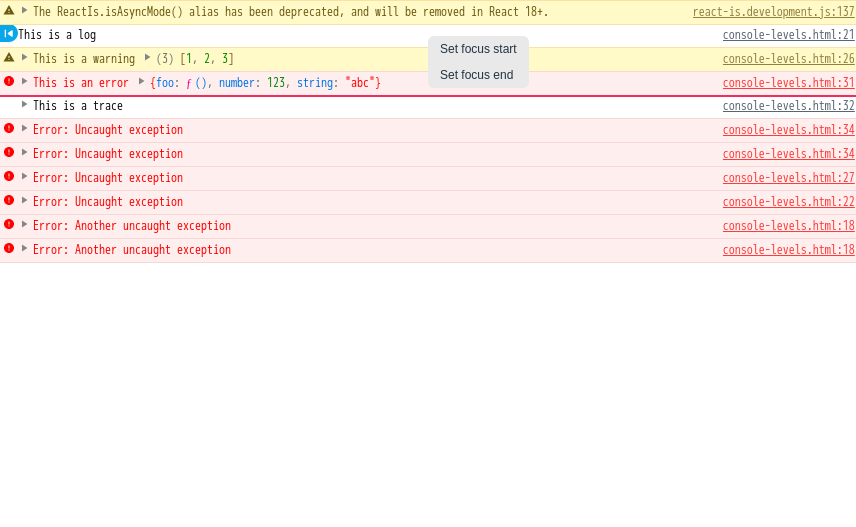 The ReactIs.isAsyncMode() alias has been deprecated, and will be removed in React 18+. react-is.development.js:137
This is a log console-levels.html:21
Set focus start
This is a warning (3) [1, 2, 3] console-levels.html:26
Set focus end
This is an error {foo: ƒ (), number: 123, string: "abc"} console-levels.html:31
This is a trace console-levels.html:32
Error: Uncaught exception console-levels.html:34
Error: Uncaught exception console-levels.html:34
Error: Uncaught exception console-levels.html:27
Error: Uncaught exception console-levels.html:22
Error: Another uncaught exception console-levels.html:18
Error: Another uncaught exception console-levels.html:18